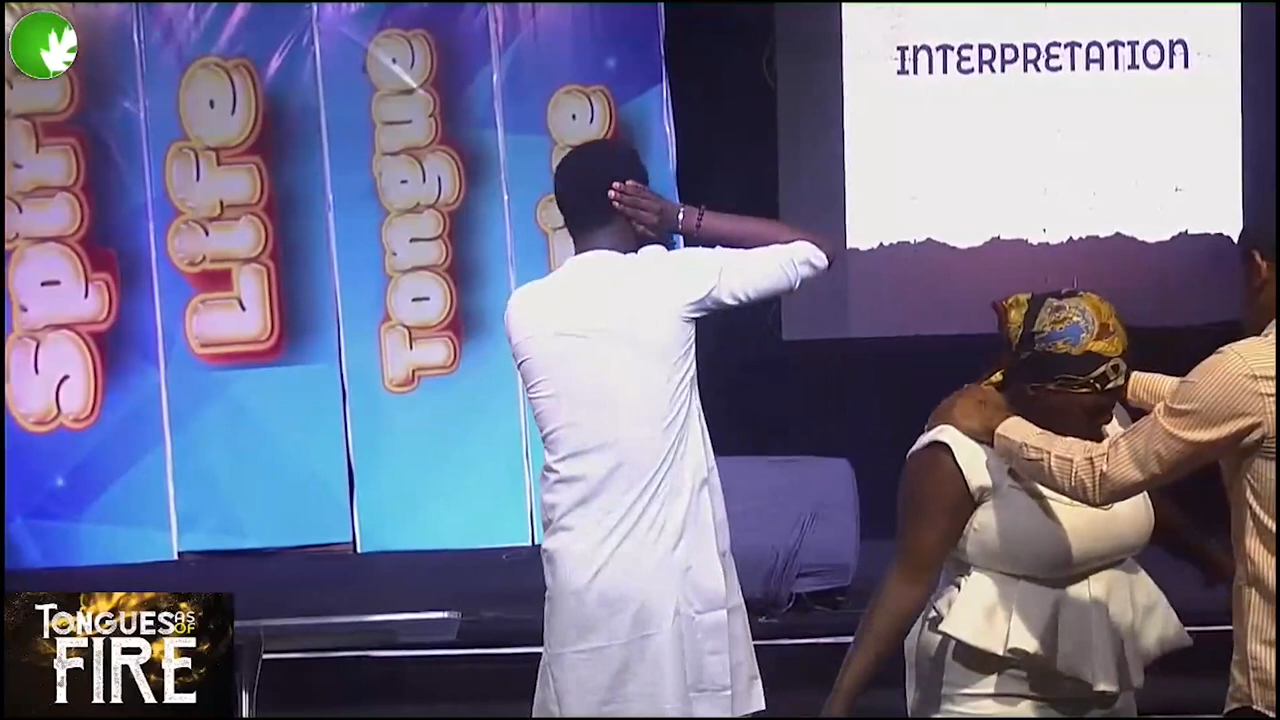 Spirit
Life
Tongue
INTERPRETATION
TONGUES AS OF
FIRE